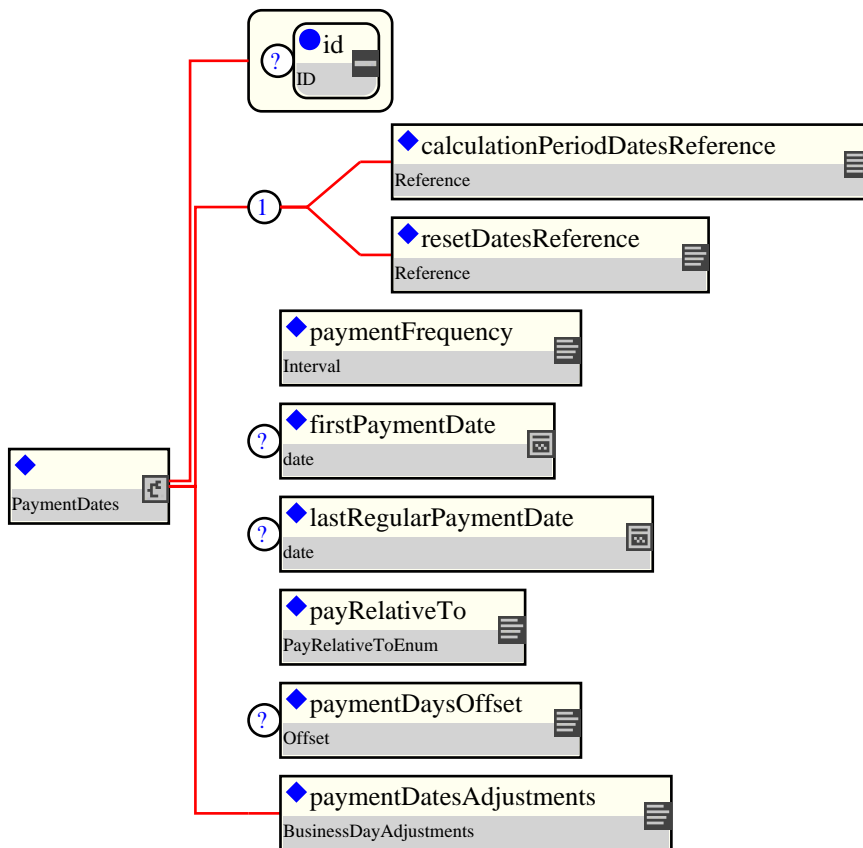 ? id
ID
calculationPeriodDatesReference
Reference
1
resetDatesReference
Reference
paymentFrequency
Interval
? firstPaymentDate
date
PaymentDates
? lastRegularPaymentDate
date
payRelativeTo
PayRelativeToEnum
? paymentDaysOffset
Offset
paymentDatesAdjustments
BusinessDayAdjustments